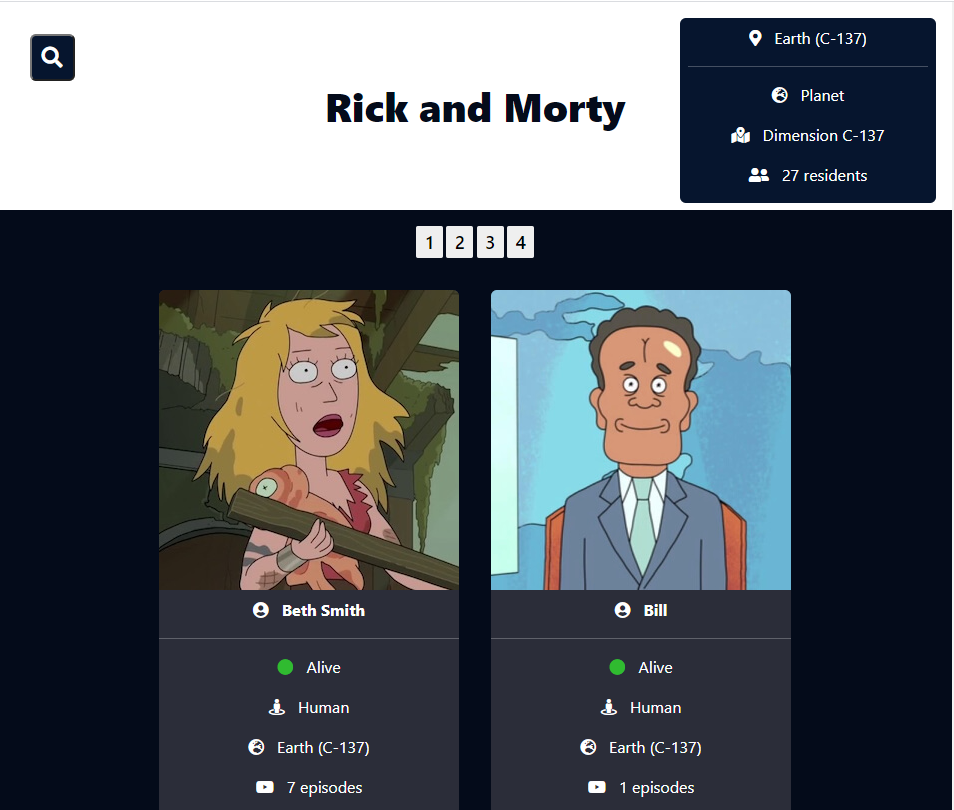 Earth (C-137)
Rick and Morty
Planet
Dimension C-137
27 residents
1 2 3 4
Beth Smith
Alive
Human
Earth (C-137)
7 episodes
Bill
Alive
Human
Earth (C-137)
1 episodes